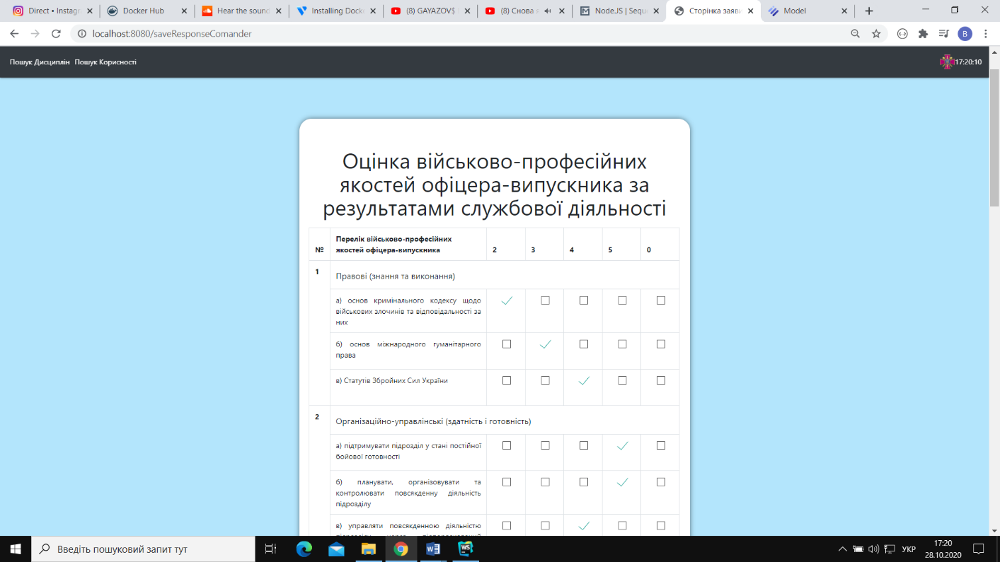 Direct • Instagr
Docker Hub
Hear the sound
Installing Dock
(8) GAYAZOV$
(8) Снова я
Node.JS | Sequ
Сторінка заяви
Model
localhost:8080/saveResponseComander
B
Пошук Дисциплін Пошук Корисності
17:20:10
Оцінка військово-професійних
якостей офіцера-випускника за
результатами службової діяльності
№ Перелік військово-професійних якостей офіцера-випускника 2 3 4 5 0
1 Правові (знання та виконання)
а) основ кримінального кодексу щодо
військових злочинів та відповідальності за
них
б) основ міжнародного гуманітарного
права
в) Статутів Збройних Сил України
2 Організаційно-управлінські (здатність і готовність)
а) підтримувати підрозділ у стані постійної
бойової готовності
б) планувати, організовувати та
контролювати повсякденну діяльність
підрозділу
в) управляти повсякденною діяльністю
Введіть пошуковий запит тут
W
WS
УКР
17:20
28.10.2020